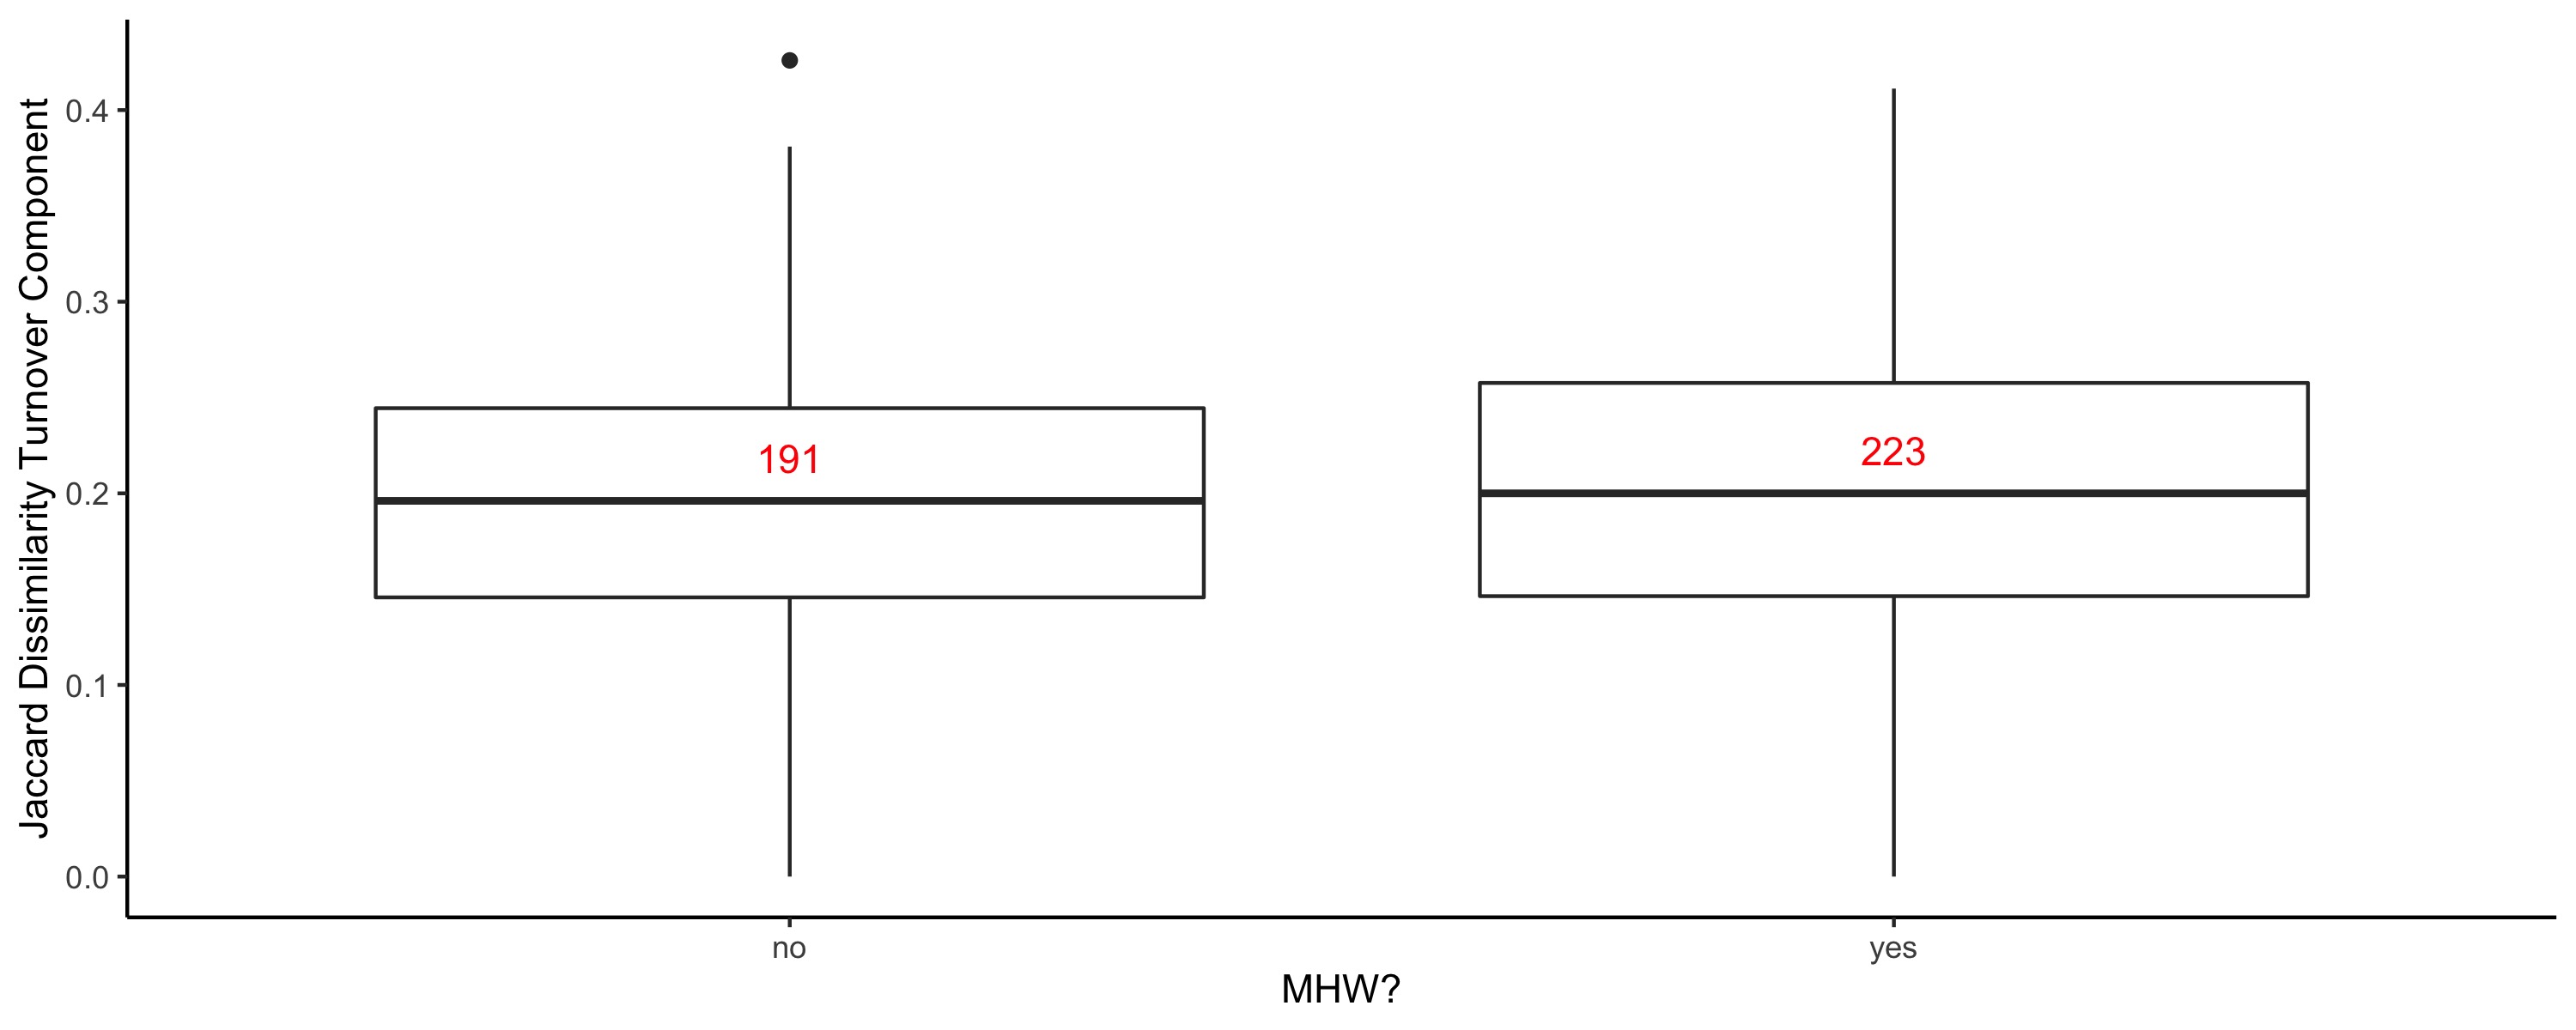 Jaccard Dissimilarity Turnover Component
0.4
0.3
0.2
0.1
0.0
191
223
no
yes
MHW?